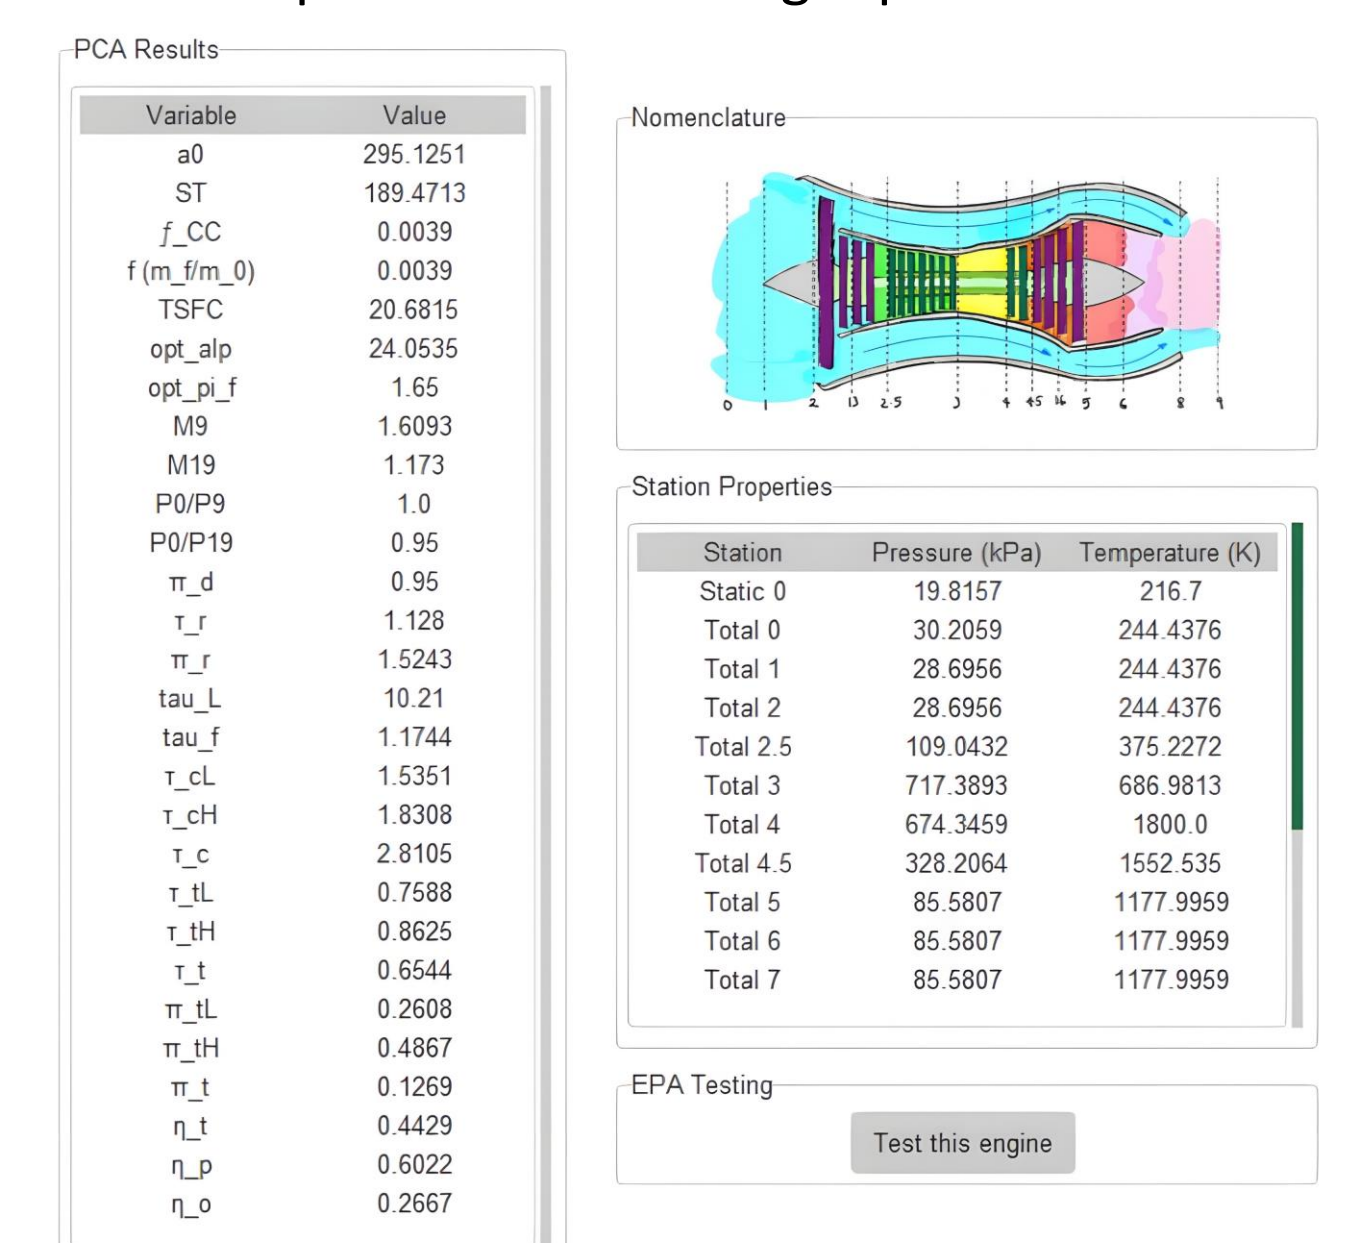 PCA Results
Variable Value
a0 295.1251
ST 189.4713
ƒ_CC 0.0039
f (m_f/m_0) 0.0039
TSFC 20.6815
opt_alp 24.0535
opt_pi_f 1.65
M9 1.6093
M19 1.173
P0/P9 1.0
P0/P19 0.95
π_d 0.95
τ_r 1.128
π_r 1.5243
tau_L 10.21
tau_f 1.1744
τ_cL 1.5351
τ_cH 1.8308
τ_c 2.8105
τ_tL 0.7588
τ_tH 0.8625
τ_t 0.6544
π_tL 0.2608
π_tH 0.4867
π_t 0.1269
η_t 0.4429
η_p 0.6022
η_o 0.2667
Nomenclature
0 1 2 13 2.5 3 4 45 16 5 6 8 9
Station Properties
Station Pressure (kPa) Temperature (K)
Static 0 19.8157 216.7
Total 0 30.2059 244.4376
Total 1 28.6956 244.4376
Total 2 28.6956 244.4376
Total 2.5 109.0432 375.2272
Total 3 717.3893 686.9813
Total 4 674.3459 1800.0
Total 4.5 328.2064 1552.535
Total 5 85.5807 1177.9959
Total 6 85.5807 1177.9959
Total 7 85.5807 1177.9959
EPA Testing
Test this engine